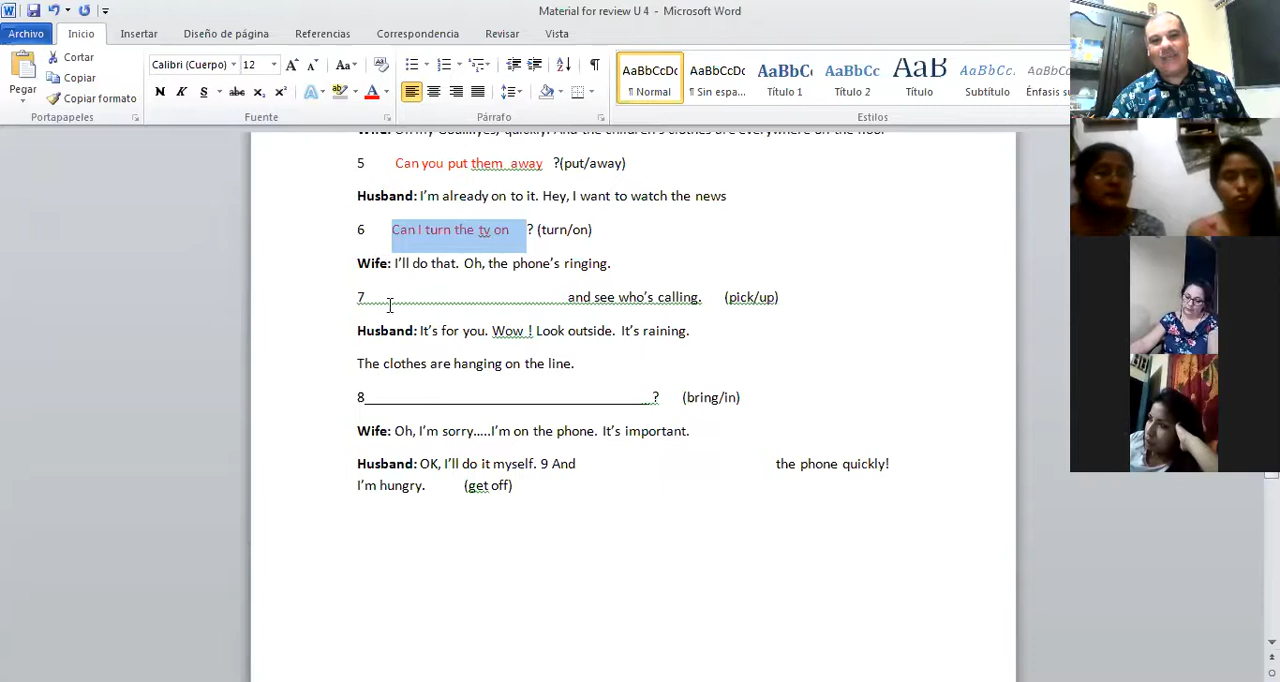 Material for review U 4 - Microsoft Word
Archivo Inicio Insertar Diseño de página Referencias Correspondencia Revisar Vista
Pegar
Cortar
Copiar
Copiar formato
Portapapeles
Calibri (Cuerpo) 12
Fuente
Párrafo
AaBbCcDc AaBbCcDc AaBbC AaBbCc AaB AaBbCc. AaBbC
¶ Normal ¶ Sin espa... Título 1 Título 2 Título Subtítulo Énfasis
Estilos
5 Can you put them away ?(put/away)
Husband: I'm already on to it. Hey, I want to watch the news
6 Can I turn the tv on ? (turn/on)
Wife: I'll do that. Oh, the phone's ringing.
7 and see who's calling. (pick/up)
Husband: It's for you. Wow ! Look outside. It's raining.
The clothes are hanging on the line.
8________________________________________? (bring/in)
Wife: Oh, I'm sorry.....I'm on the phone. It's important.
Husband: OK, I'll do it myself. 9 And the phone quickly!
I'm hungry. (get off)